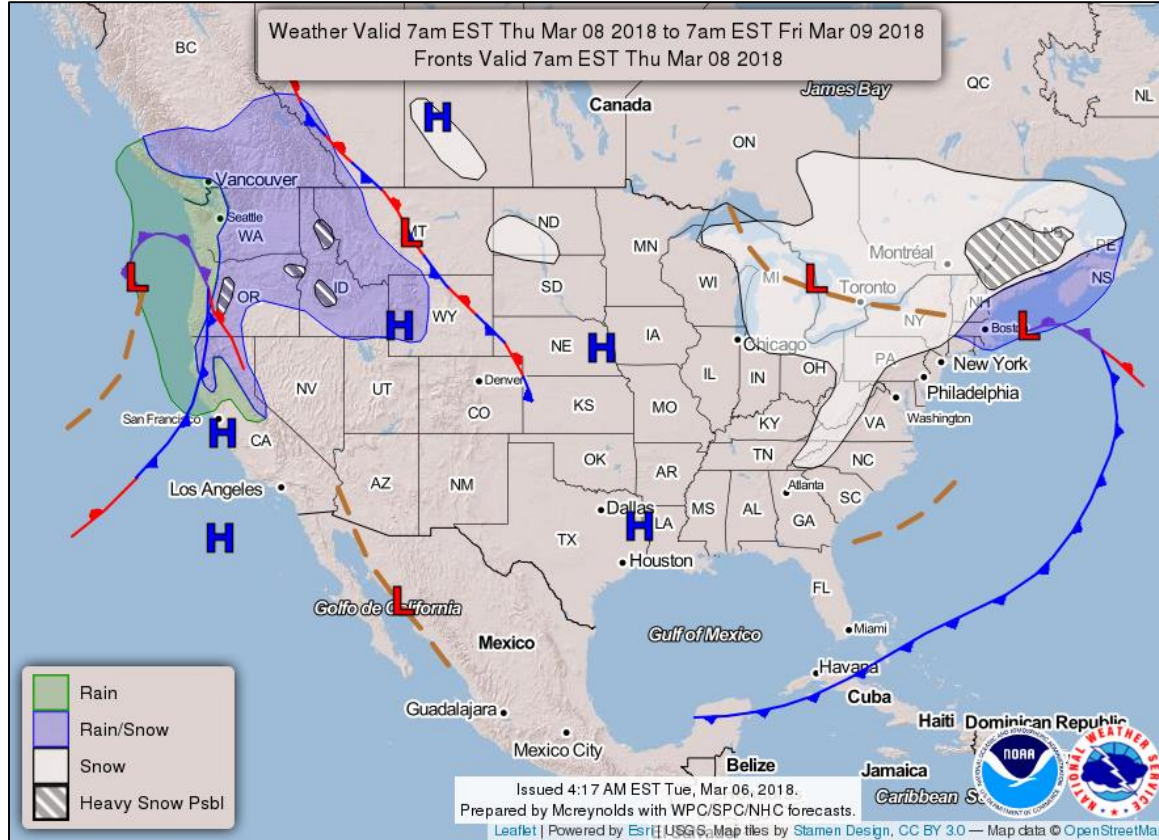 Weather Valid 7am EST Thu Mar 08 2018 to 7am EST Fri Mar 09 2018
Fronts Valid 7am EST Thu Mar 08 2018
BC
Canada
James Bay
QC
NL
ON
H
Vancouver
Seattle
WA
MT
L
ND
MN
Montréal
NB
PE
NS
L
OR
ID
H
WY
SD
WI
MI
L
Toronto
NY
NH
Boston
L
NE
H
IA
Chicago
New York
PA
Philadelphia
Washington
NV
UT
Denver
CO
KS
MO
IL
IN
OH
KY
VA
San Francisco
H
CA
Los Angeles
AZ
NM
OK
AR
TN
NC
H
Dallas
H
LA
MS
AL
Atlanta
GA
SC
TX
Houston
FL
Golfo de California
L
Mexico
Gulf of Mexico
Miami
Havana
Cuba
Guadalajara
Mexico City
Haiti
Dominican Republic
Belize
Jamaica
Caribbean
Rain
Rain/Snow
Snow
Heavy Snow Psbl
Issued 4:17 AM EST Tue, Mar 06, 2018.
Prepared by Mcreynolds with WPC/SPC/NHC forecasts.
NOAA
NATIONAL WEATHER SERVICE
Leaflet | Powered by Esri | USGS, Map tiles by Stamen Design, CC BY 3.0 — Map data © OpenStreetMa